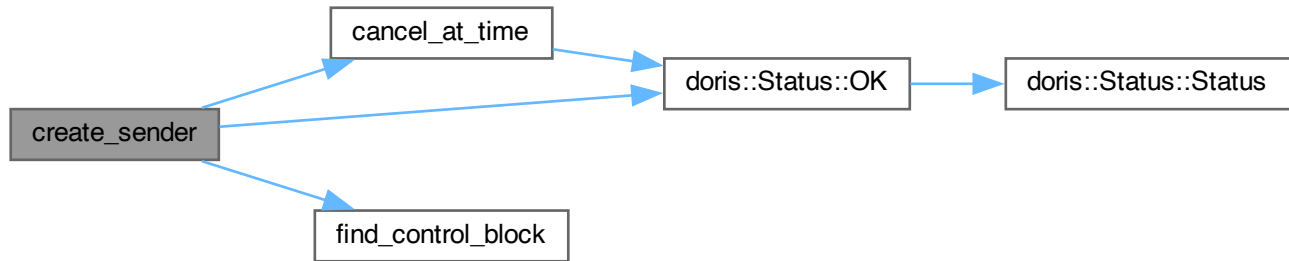 create_sender
cancel_at_time
doris::Status::OK
doris::Status::Status
find_control_block